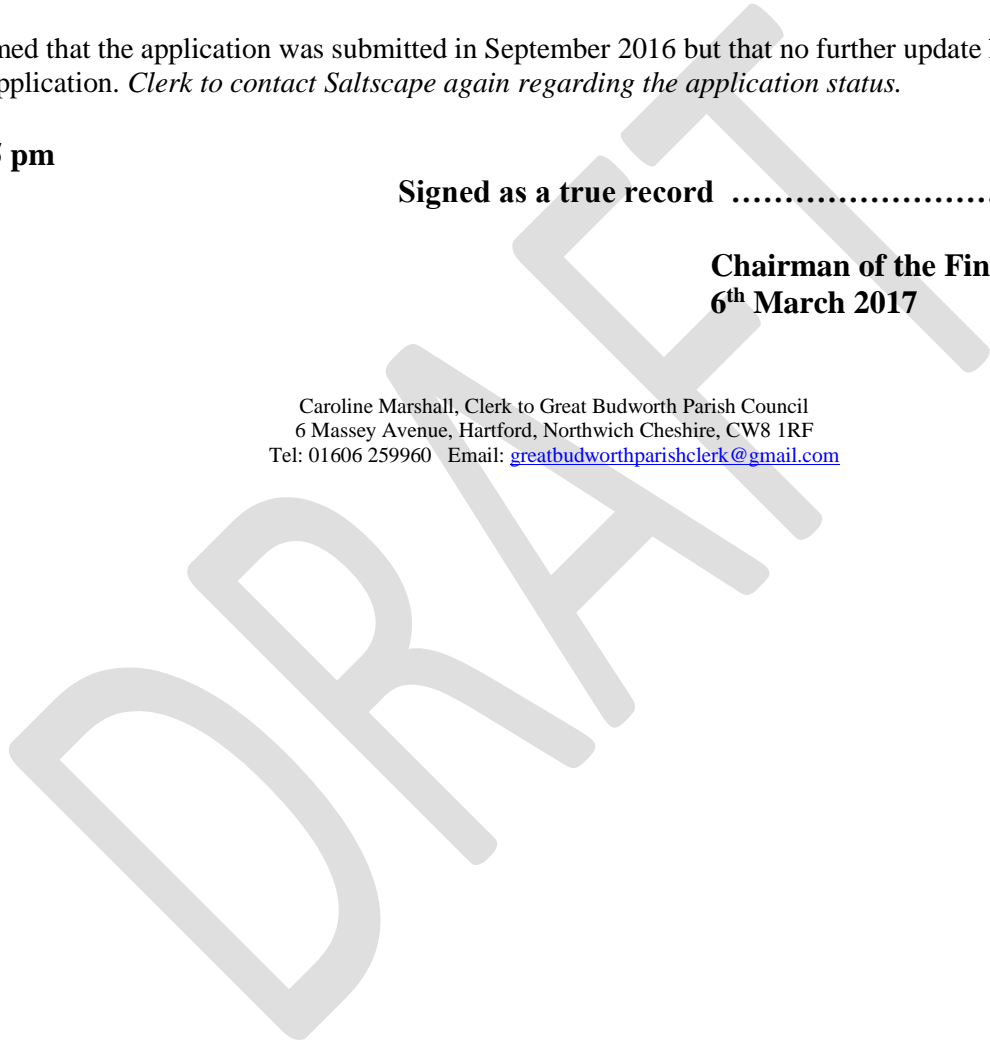 that the application was submitted in September 2016 but that no further update
application. Clerk to contact Saltscape again regarding the application status.
pm
Signed as a true record ……………………….
Chairman of the Fin
6th March 2017
Caroline Marshall, Clerk to Great Budworth Parish Council
6 Massey Avenue, Hartford, Northwich Cheshire, CW8 1RF
Tel: 01606 259960 Email: greatbudworthparishclerk@gmail.com
DRAFT